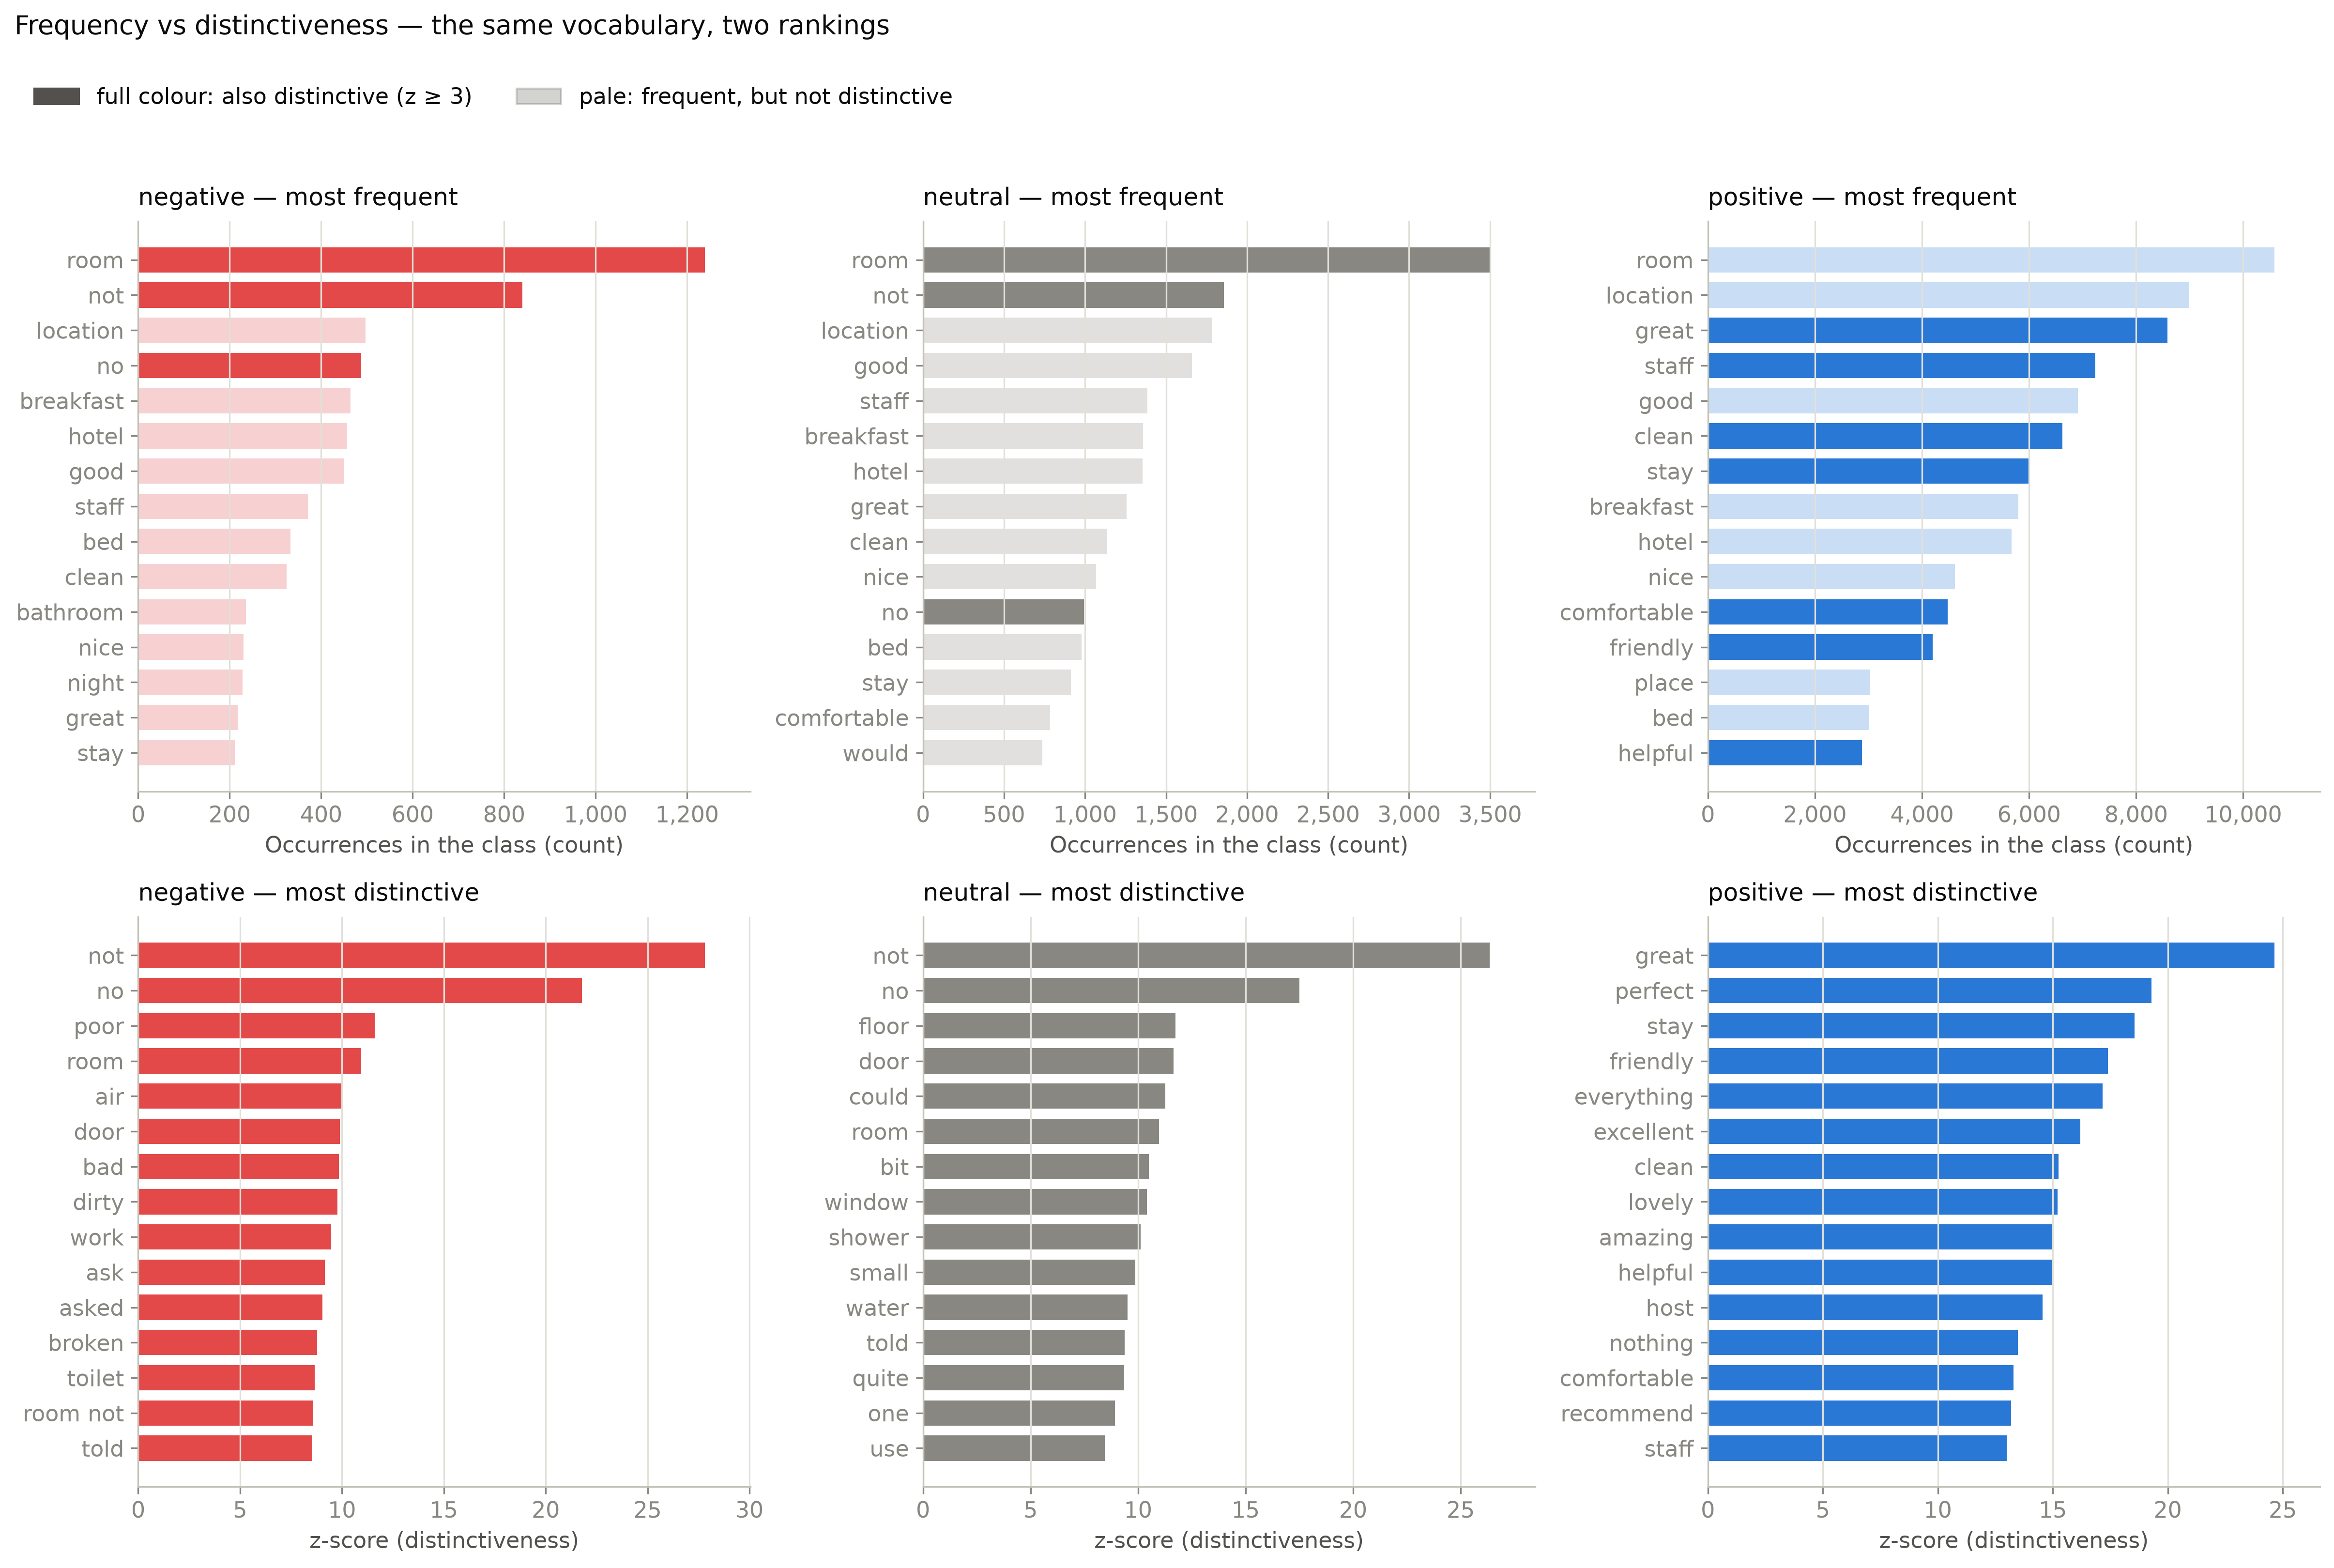 Frequency vs distinctiveness — the same vocabulary, two rankings
full colour: also distinctive (z ≥ 3)
pale: frequent, but not distinctive
negative — most frequent
room
not
location
no
breakfast
hotel
good
staff
bed
clean
bathroom
nice
night
great
stay
0 200 400 600 800 1,000 1,200
Occurrences in the class (count)
neutral — most frequent
room
not
location
good
staff
breakfast
hotel
great
clean
nice
no
bed
stay
comfortable
would
0 500 1,000 1,500 2,000 2,500 3,000 3,500
Occurrences in the class (count)
positive — most frequent
room
location
great
staff
good
clean
stay
breakfast
hotel
nice
comfortable
friendly
place
bed
helpful
0 2,000 4,000 6,000 8,000 10,000
Occurrences in the class (count)
negative — most distinctive
not
no
poor
room
air
door
bad
dirty
work
ask
asked
broken
toilet
room not
told
0 5 10 15 20 25 30
z-score (distinctiveness)
neutral — most distinctive
not
no
floor
door
could
room
bit
window
shower
small
water
told
quite
one
use
0 5 10 15 20 25
z-score (distinctiveness)
positive — most distinctive
great
perfect
stay
friendly
everything
excellent
clean
lovely
amazing
helpful
host
nothing
comfortable
recommend
staff
0 5 10 15 20 25
z-score (distinctiveness)